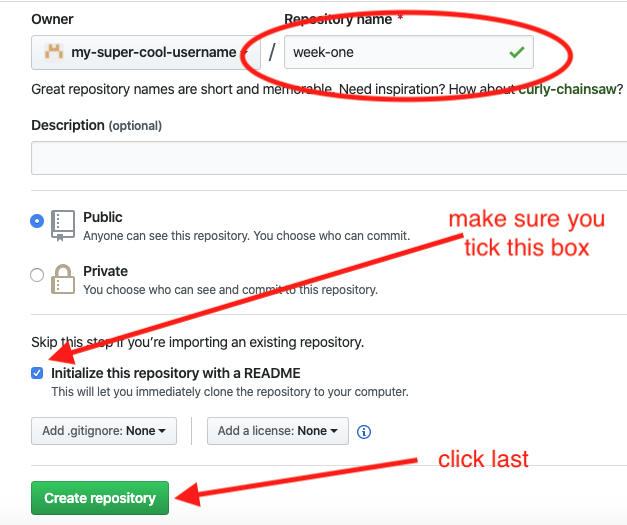 Owner
Repository name *
my-super-cool-username / week-one
Great repository names are short and memorable. Need inspiration? How about curly-chainsaw?
Description (optional)
Public
Anyone can see this repository. You choose who can commit.
make sure you
tick this box
Private
You choose who can see and commit to this repository.
Skip this step if you're importing an existing repository.
Initialize this repository with a README
This will let you immediately clone the repository to your computer.
Add .gitignore: None
Add a license: None
click last
Create repository